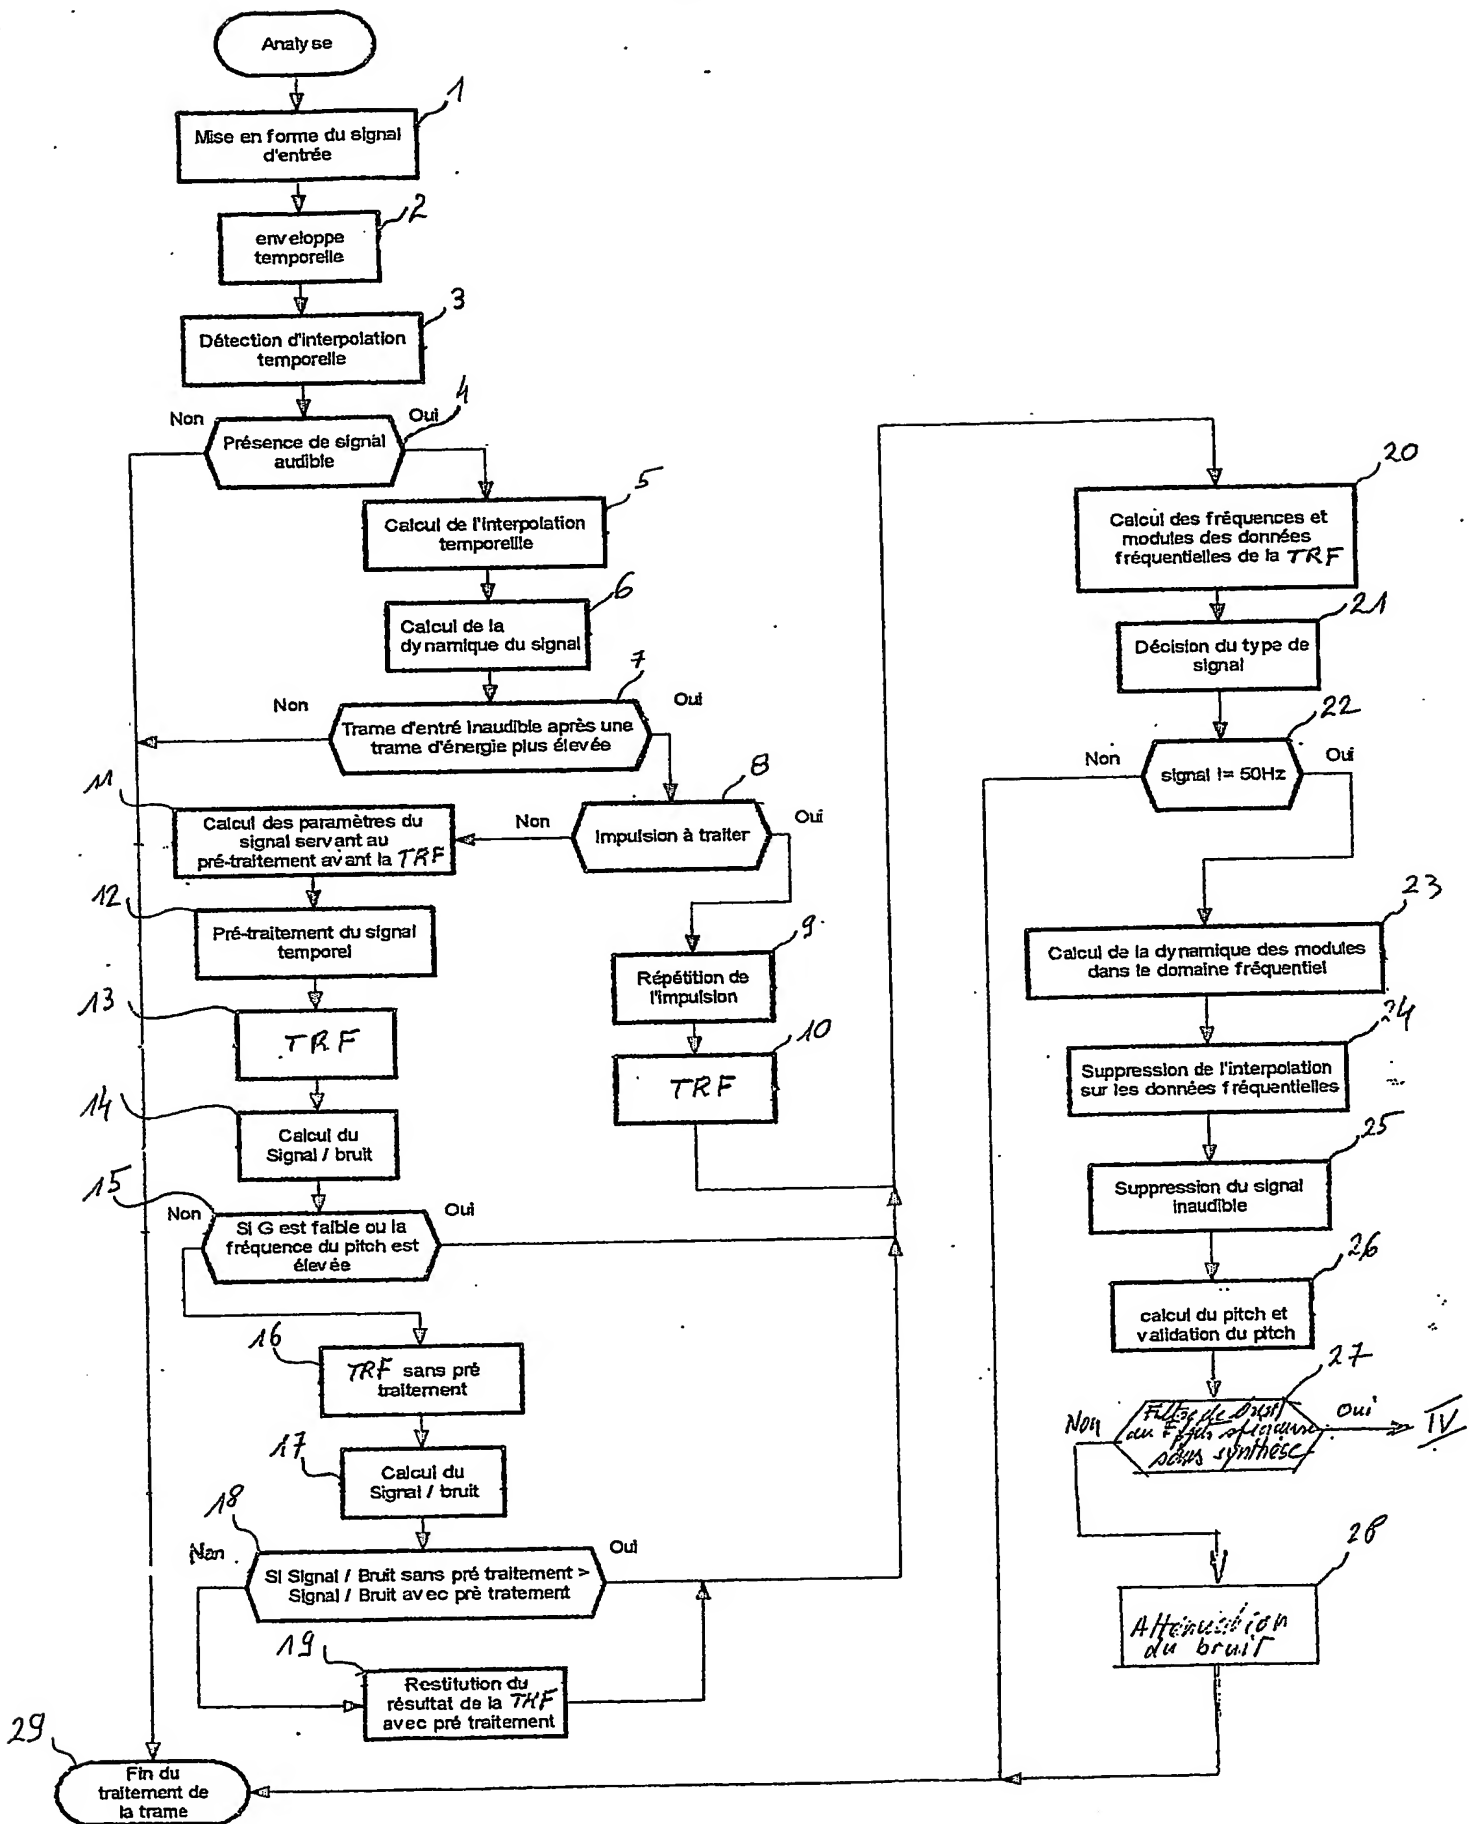 Analyse
1
Mise en forme du signal
d'entrée
2
enveloppe
temporelle
3
Détection d'interpolation
temporelle
4
Non
Oui
Présence de signal
audible
5
Calcul de l'interpolation
temporelle
6
Calcul de la
dynamique du signal
7
Non
Oui
Trame d'entré inaudible après une
trame d'énergie plus élevée
8
Non
Oui
Impulsion à traiter
9
Répétition de
l'impulsion
10
TRF
11
Calcul des paramètres du
signal servant au
pré-traitement avant la TRF
12
Pré-traitement du signal
temporel
13
TRF
14
Calcul du
Signal / bruit
15
Non
Oui
Si G est faible ou la
fréquence du pitch est
élevée
16
TRF sans pré
traitement
17
Calcul du
Signal / bruit
18
Nan
Oui
Si Signal / Bruit sans pré traitement >
Signal / Bruit avec pré tratement
19
Restitution du
résultat de la TRF
avec pré traitement
20
Calcul des fréquences et
modules des données
fréquentielles de la TRF
21
Décision du type de
signal
22
Non
Oui
signal != 50Hz
23
Calcul de la dynamique des modules
dans le domaine fréquentiel
24
Suppression de l'interpolation
sur les données fréquentielles
25
Suppression du signal
inaudible
26
calcul du pitch et
validation du pitch
27
Non
Oui
IV
Filtre de
sans synthèse
28
Atténuation
du bruit
29
Fin du
traitement de
la trame